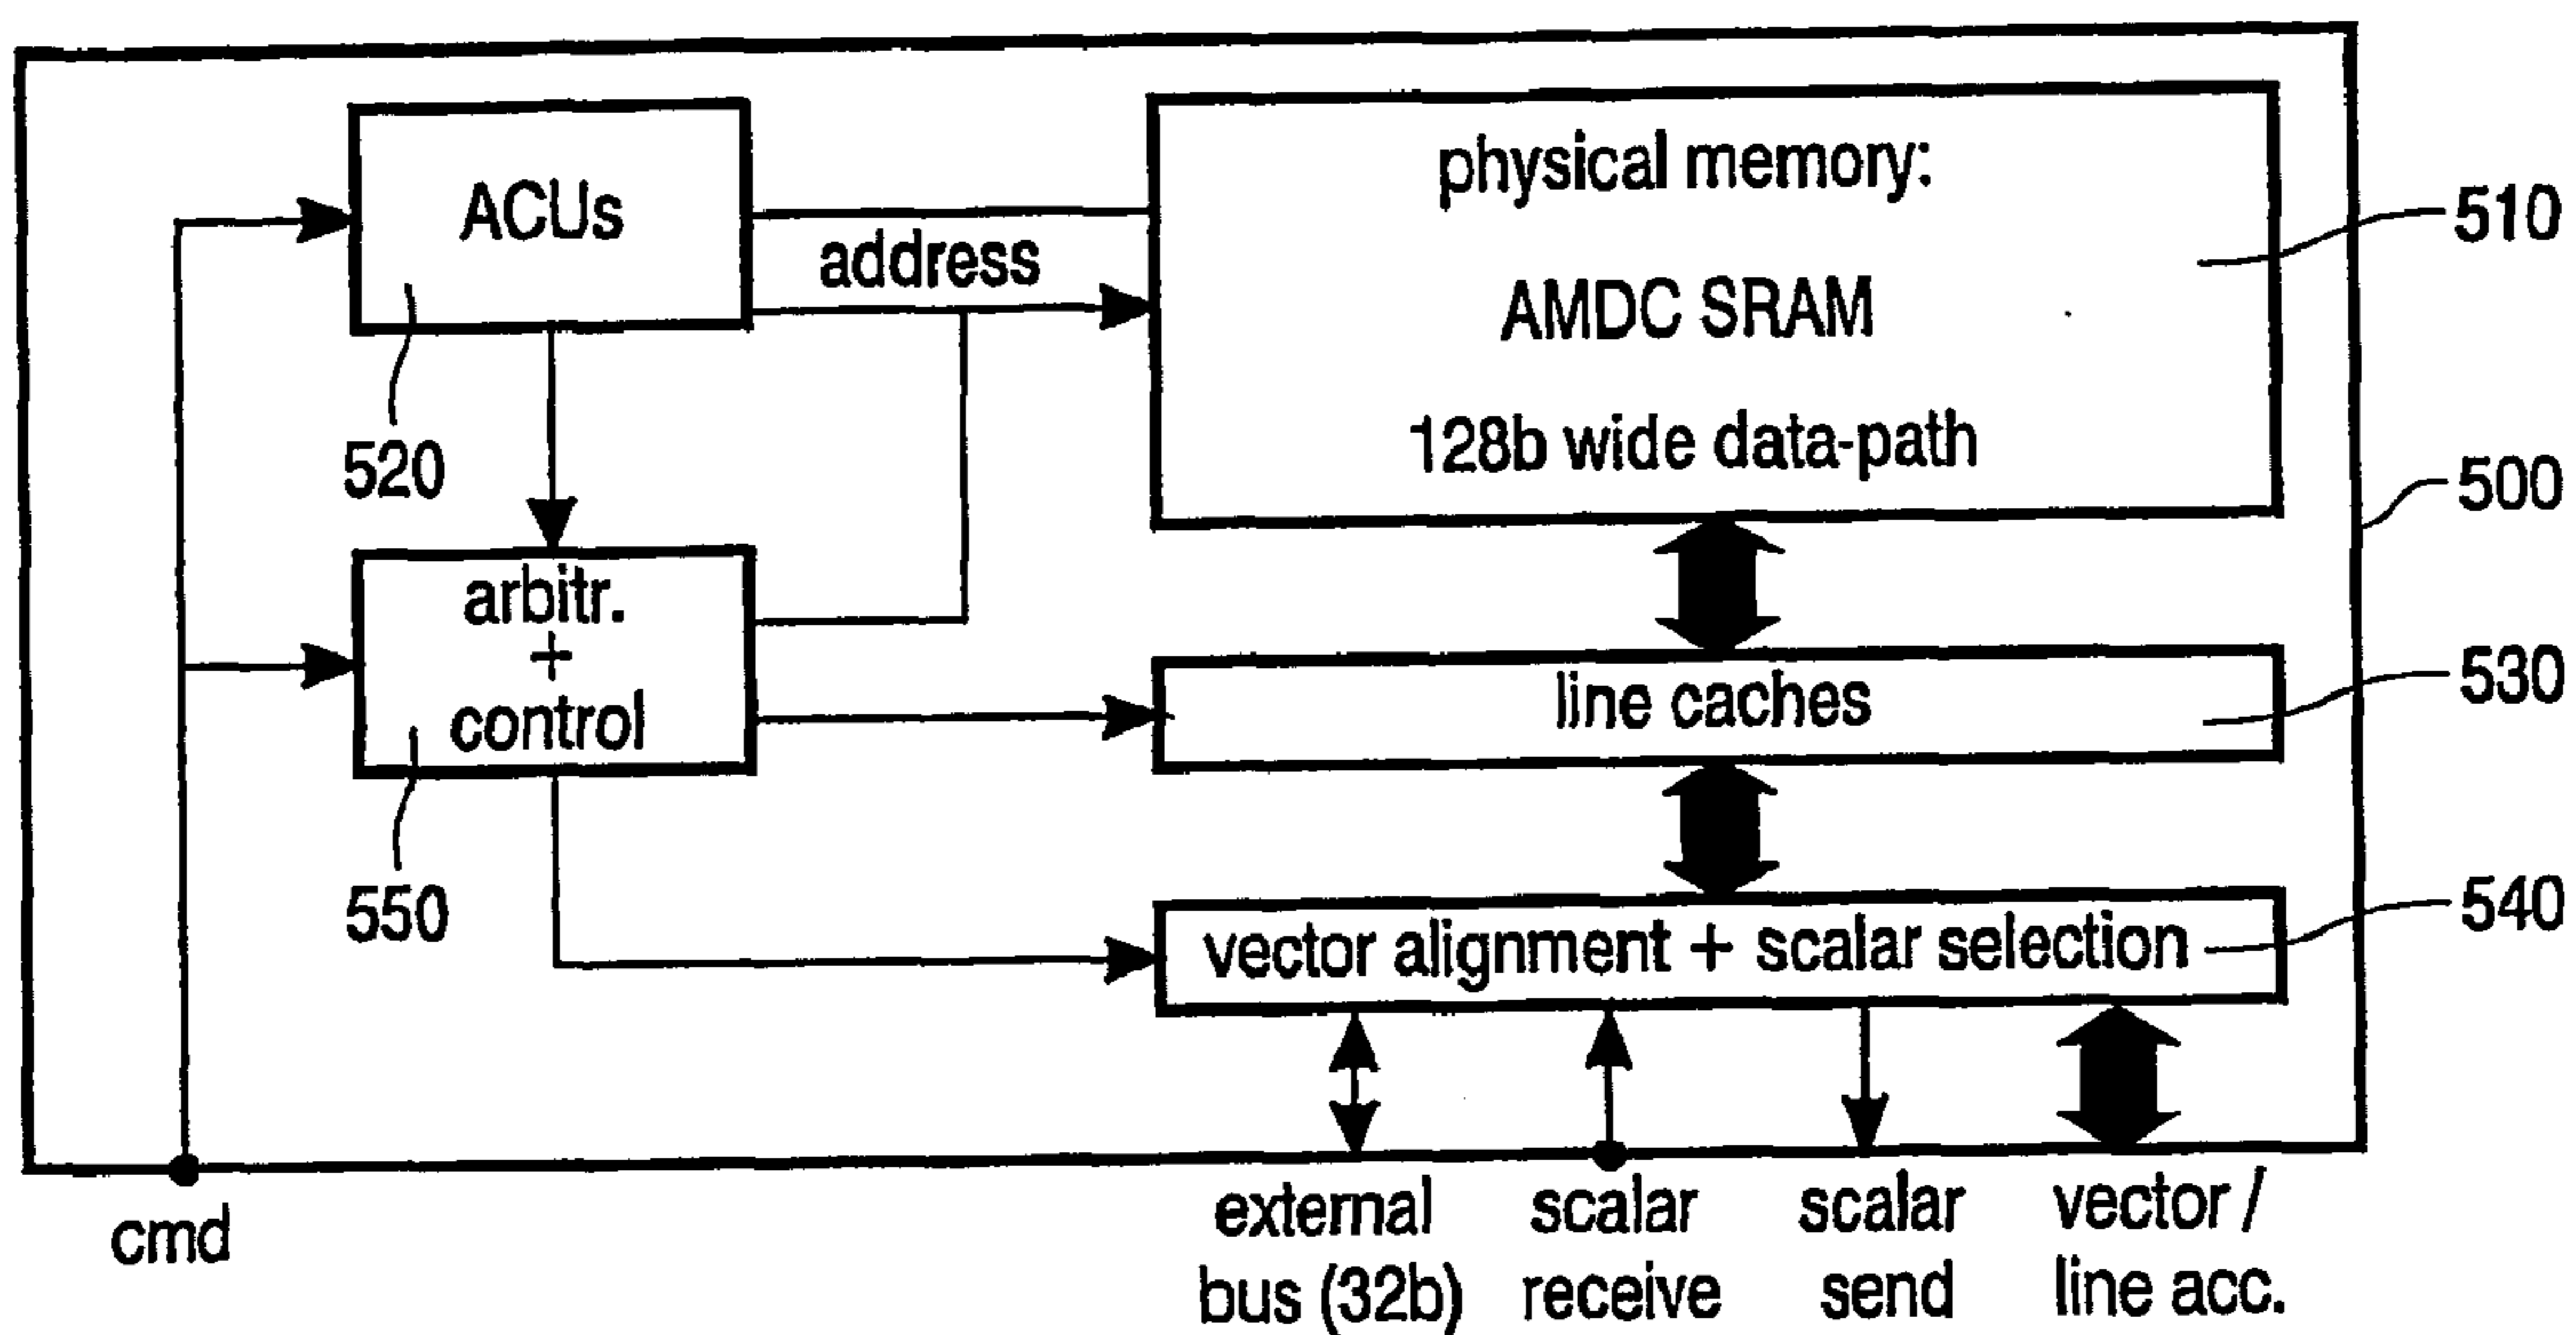 ACUs
520
address
physical memory:
AMDC SRAM
128b wide data-path
510
500
arbitr.
+
control
550
line caches
530
vector alignment + scalar selection
540
cmd
external
bus (32b)
scalar
receive
scalar
send
vector /
line acc.